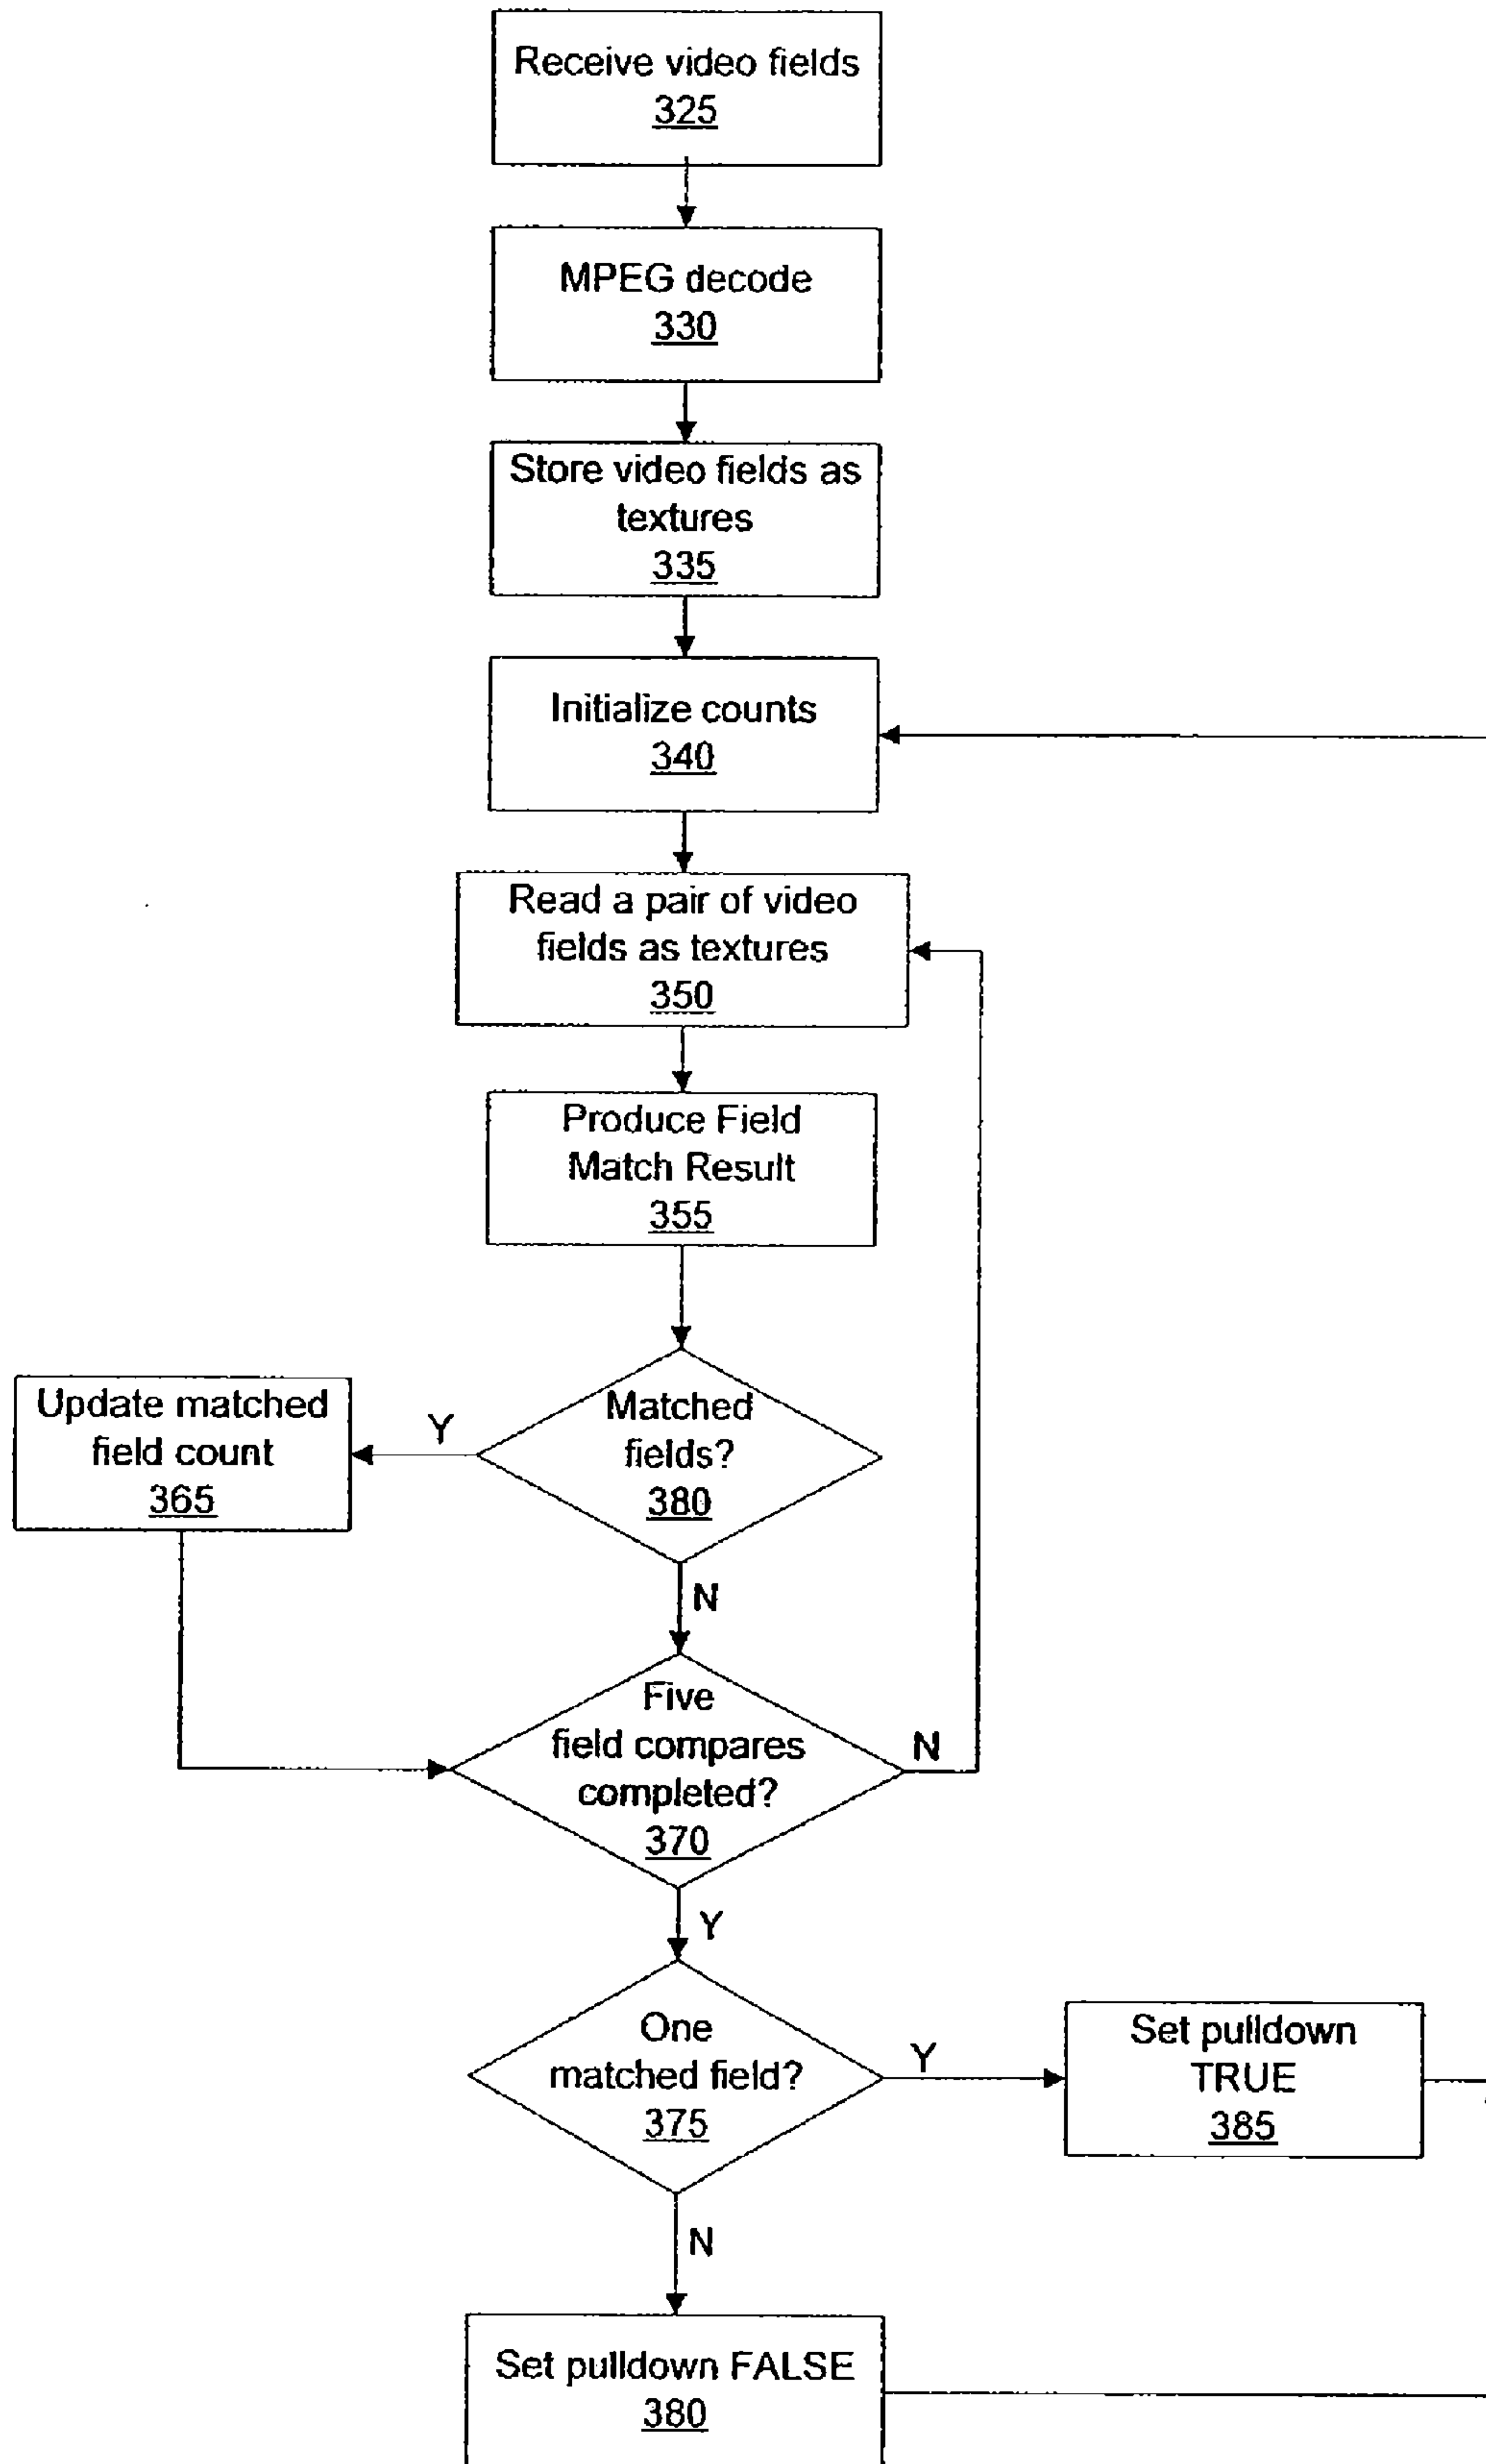 Receive video fields
325
MPEG decode
330
Store video fields as
textures
335
Initialize counts
340
Read a pair of video
fields as textures
350
Produce Field
Match Result
355
Matched
fields?
380
Y
N
Update matched
field count
365
Five
field compares
completed?
370
N
Y
One
matched field?
375
Y
N
Set pulldown
TRUE
385
Set pulldown FALSE
380